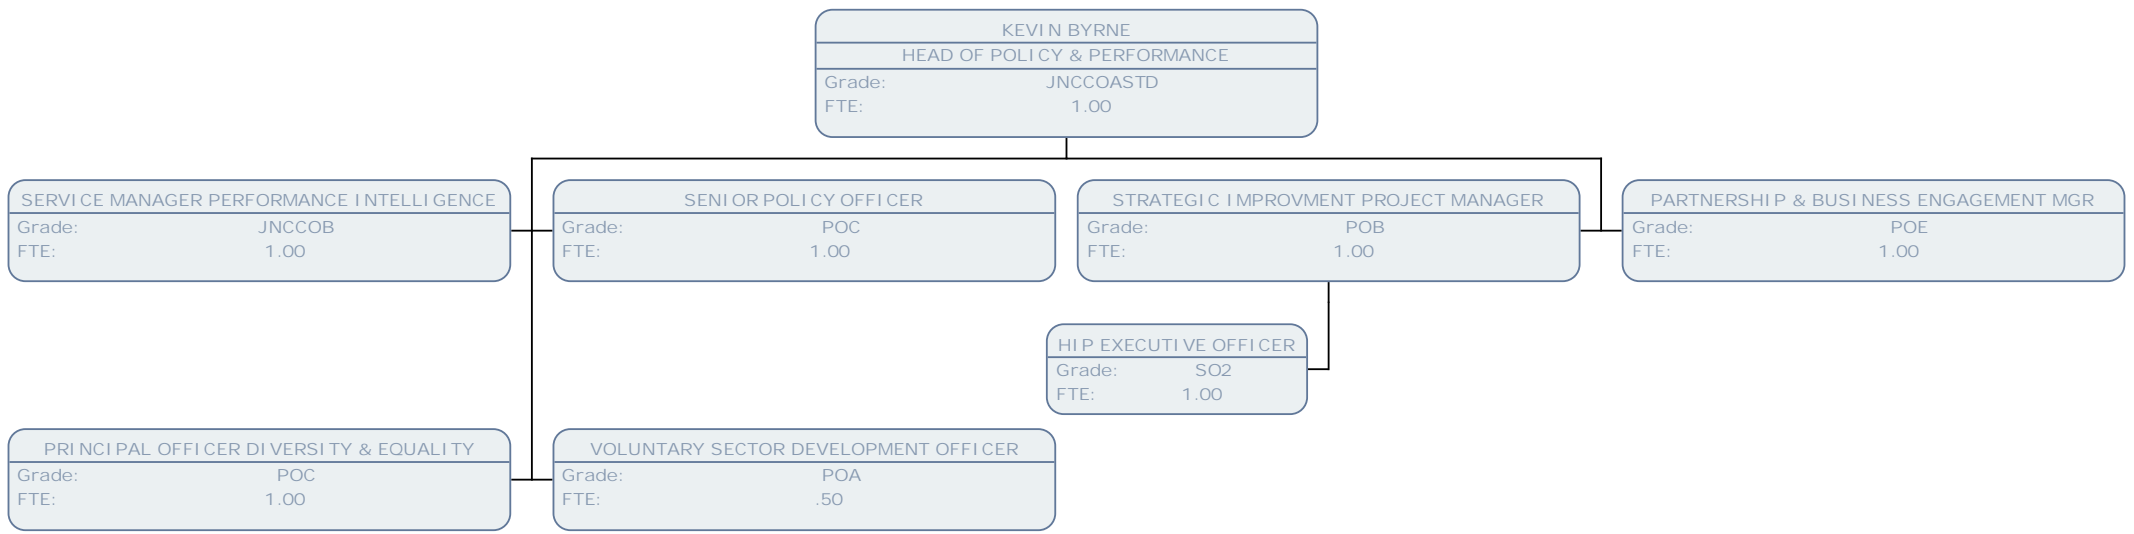 KEVIN BYRNE
HEAD OF POLICY & PERFORMANCE
Grade: JNCCOASTD
FTE: 1.00
SERVICE MANAGER PERFORMANCE INTELLIGENCE
Grade: JNCCOB
FTE: 1.00
SENIOR POLICY OFFICER
Grade: POC
FTE: 1.00
STRATEGIC IMPROVMENT PROJECT MANAGER
Grade: POB
FTE: 1.00
PARTNERSHIP & BUSINESS ENGAGEMENT MGR
Grade: POE
FTE: 1.00
HIP EXECUTIVE OFFICER
Grade: SO2
FTE: 1.00
PRINCIPAL OFFICER DIVERSITY & EQUALITY
Grade: POC
FTE: 1.00
VOLUNTARY SECTOR DEVELOPMENT OFFICER
Grade: POA
FTE: .50